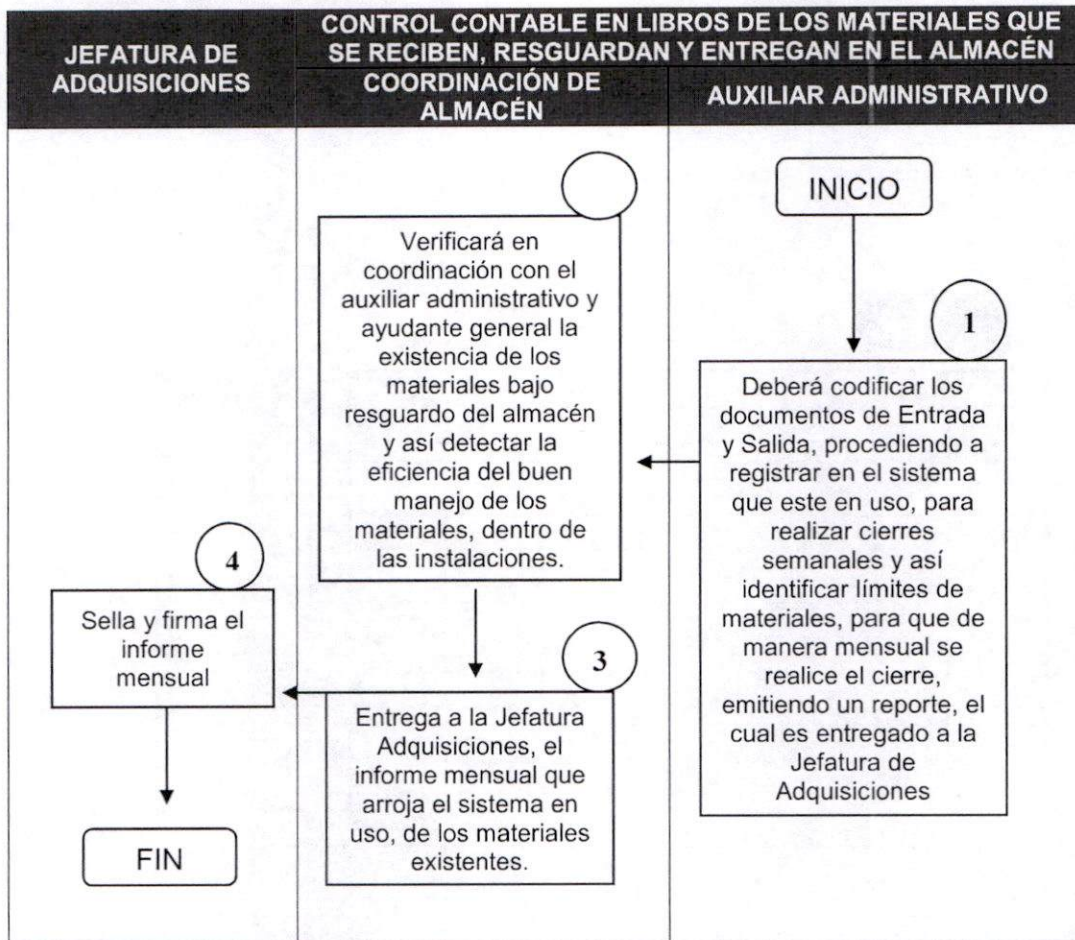 JEFATURA DE
ADQUISICIONES
CONTROL CONTABLE EN LIBROS DE LOS MATERIALES QUE
SE RECIBEN, RESGUARDAN Y ENTREGAN EN EL ALMACÉN
COORDINACIÓN DE
ALMACÉN
AUXILIAR ADMINISTRATIVO
INICIO
1
Deberá codificar los
documentos de Entrada
y Salida, procediendo a
registrar en el sistema
que este en uso, para
realizar cierres
semanales y así
identificar límites de
materiales, para que de
manera mensual se
realice el cierre,
emitiendo un reporte, el
cual es entregado a la
Jefatura de
Adquisiciones
Verificará en
coordinación con el
auxiliar administrativo y
ayudante general la
existencia de los
materiales bajo
resguardo del almacén
y así detectar la
eficiencia del buen
manejo de los
materiales, dentro de
las instalaciones.
3
Entrega a la Jefatura
Adquisiciones, el
informe mensual que
arroja el sistema en
uso, de los materiales
existentes.
4
Sella y firma el
informe
mensual
FIN